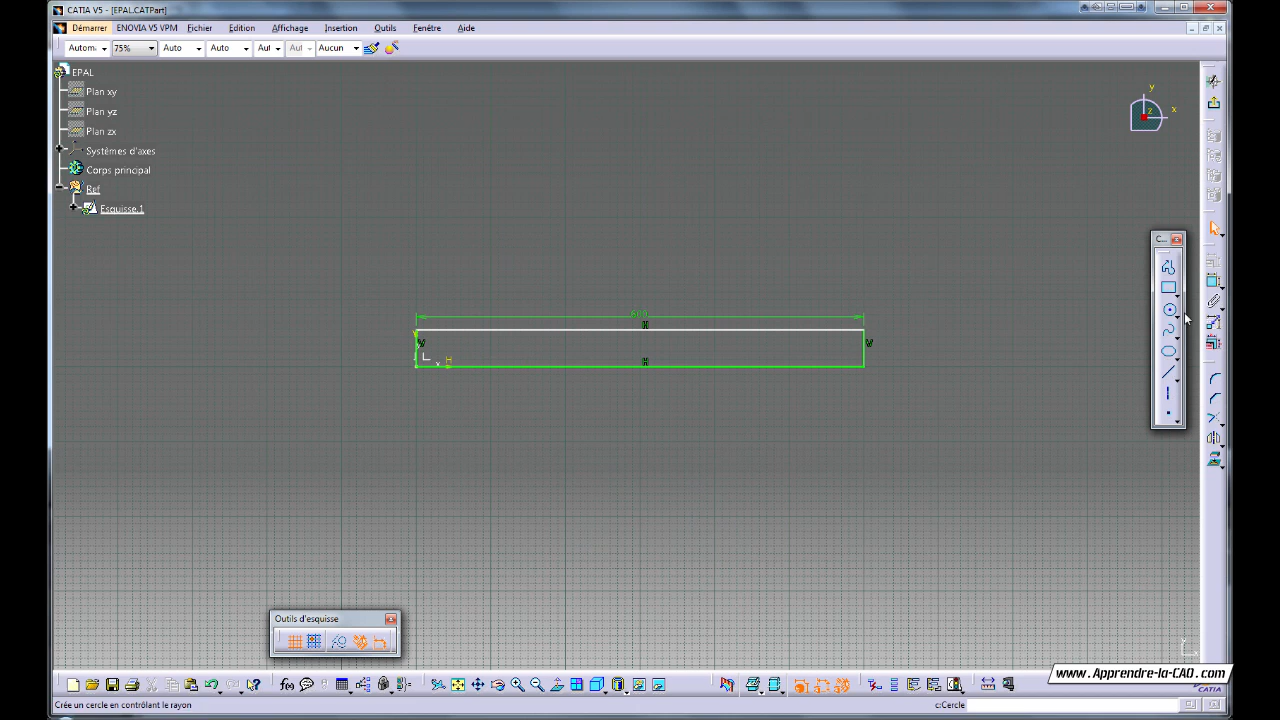 CATIA V5 - [EPAL.CATPart]
Démarrer ENOVIA V5 VPM Fichier Edition Affichage Insertion Outils Fenêtre Aide
Autom 75% Auto Auto Aut Aut Aucun
EPAL
Plan xy
Plan yz
Plan zx
Systèmes d'axes
Corps principal
Ref
Esquisse.1
y
x
z
C...
600
H
V
V
H
H
x
Outils d'esquisse
www.Apprendre-la-CAO.com
CATIA
Crée un cercle en contrôlant le rayon
c:Cercle